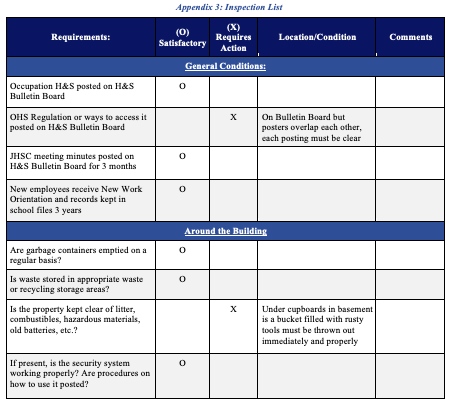 Appendix 3: Inspection List
Requirements:
(O)
Satisfactory
(X)
Requires
Action
Location/Condition
Comments
General Conditions:
Occupation H&S posted on H&S
Bulletin Board
O
OHS Regulation or ways to access it
posted on H&S Bulletin Board
X
On Bulletin Board but
posters overlap each other,
each posting must be clear
JHSC meeting minutes posted on
H&S Bulletin Board for 3 months
O
New employees receive New Work
Orientation and records kept in
school files 3 years
O
Around the Building
Are garbage containers emptied on a
regular basis?
O
Is waste stored in appropriate waste
or recycling storage areas?
O
Is the property kept clear of litter,
combustibles, hazardous materials,
old batteries, etc.?
X
Under cupboards in basement
is a bucket filled with rusty
tools must be thrown out
immediately and properly
If present, is the security system
working properly? Are procedures on
how to use it posted?
O